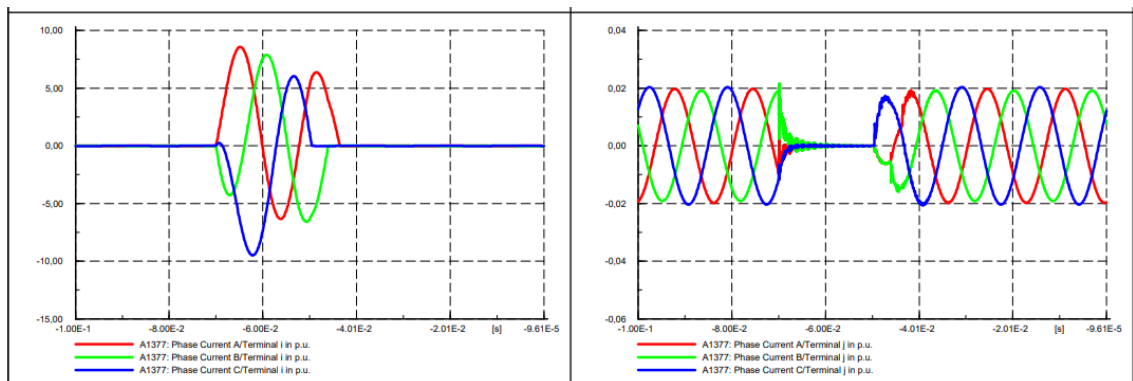 10,00
5,00
0,00
-5,00
-10,00
-15,00
-1.00E-1 -8.00E-2 -6.00E-2 -4.01E-2 -2.01E-2 [s] -9.61E-5
A1377: Phase Current A/Terminal i in p.u.
A1377: Phase Current B/Terminal i in p.u.
A1377: Phase Current C/Terminal i in p.u.
0,04
0,02
0,00
-0,02
-0,04
-0,06
-1.00E-1 -8.00E-2 -6.00E-2 -4.01E-2 -2.01E-2 [s] -9.61E-5
A1377: Phase Current A/Terminal j in p.u.
A1377: Phase Current B/Terminal j in p.u.
A1377: Phase Current C/Terminal j in p.u.